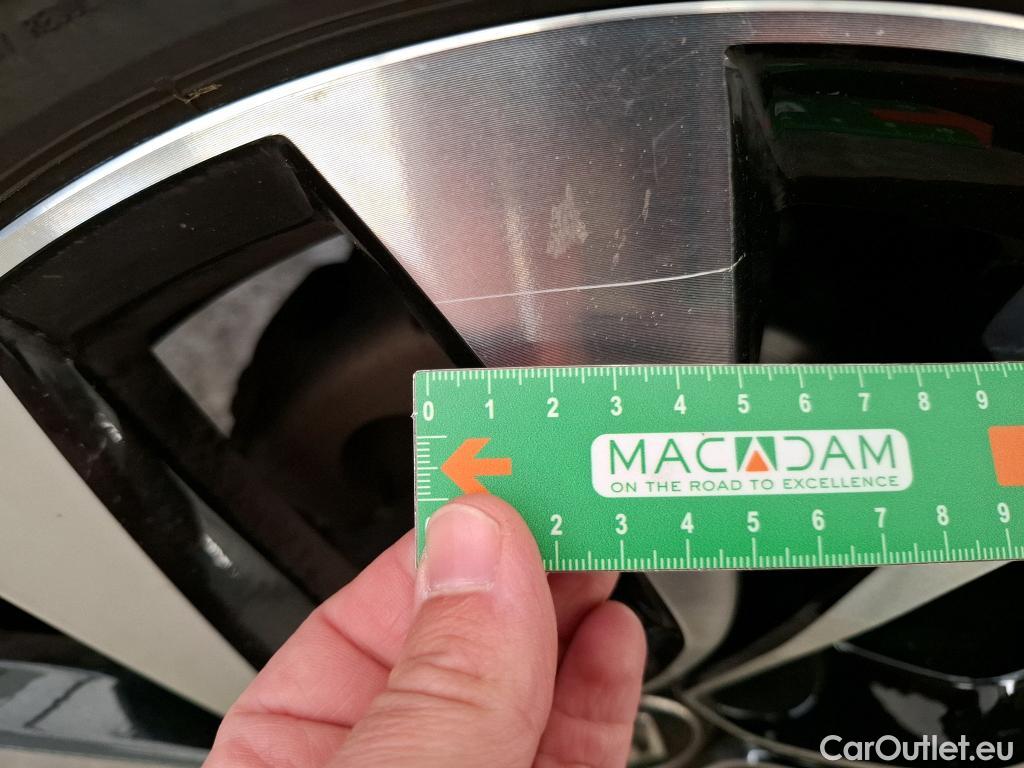 0 1 2 3 4 5 6 7 8 9
MACADAM
ON THE ROAD TO EXCELLENCE
2 3 4 5 6 7 8 9
CarOutlet.eu